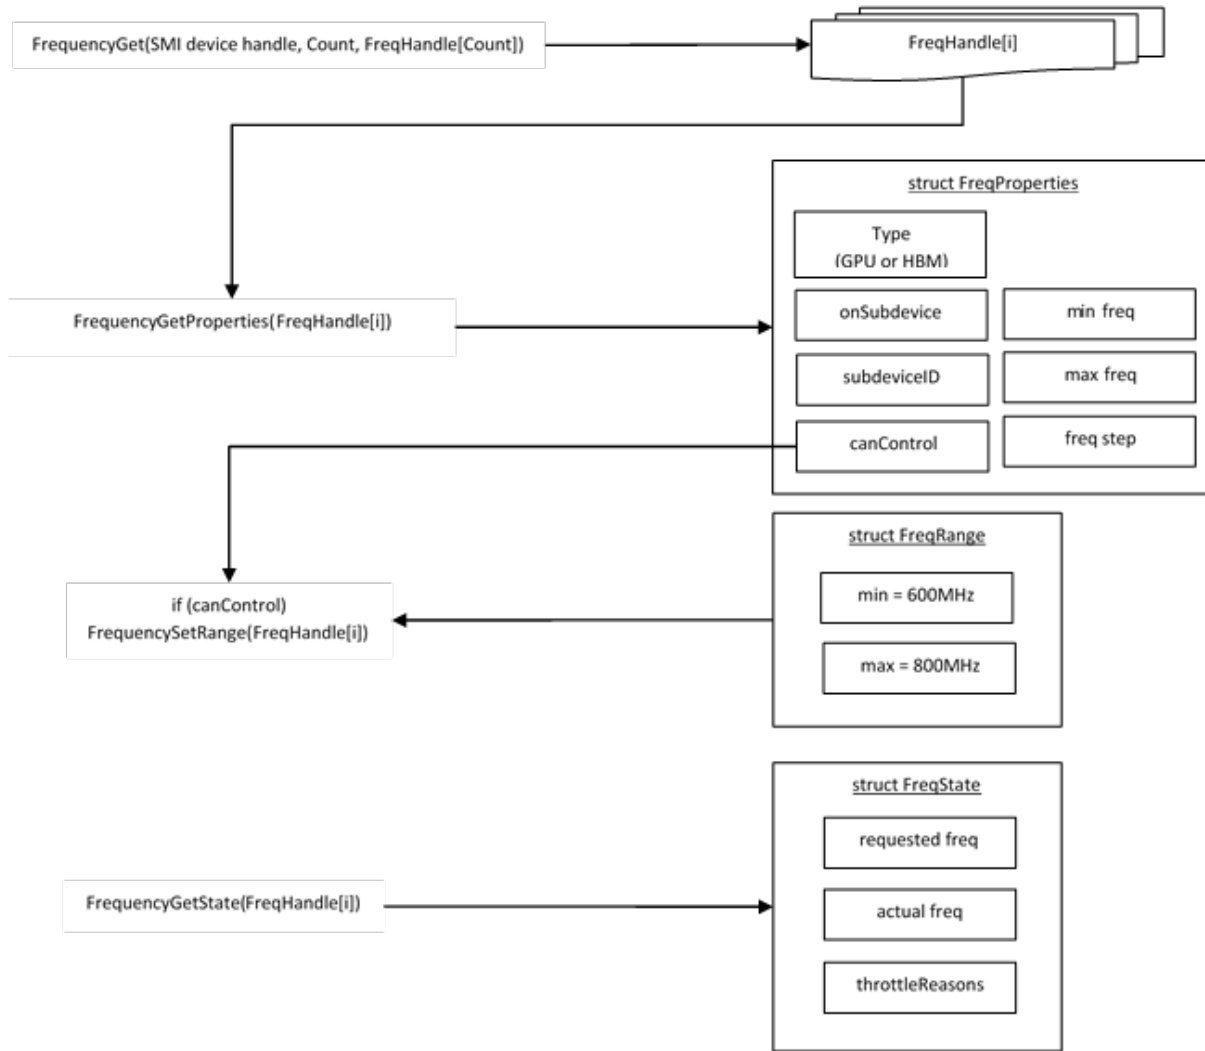 FrequencyGet(SMI device handle, Count, FreqHandle[Count])
FreqHandle[i]
struct FreqProperties
Type
(GPU or HBM)
FrequencyGetProperties(FreqHandle[i])
onSubdevice
min freq
subdeviceID
max freq
canControl
freq step
struct FreqRange
if (canControl)
FrequencySetRange(FreqHandle[i])
min = 600MHz
max = 800MHz
struct FreqState
requested freq
FrequencyGetState(FreqHandle[i])
actual freq
throttleReasons